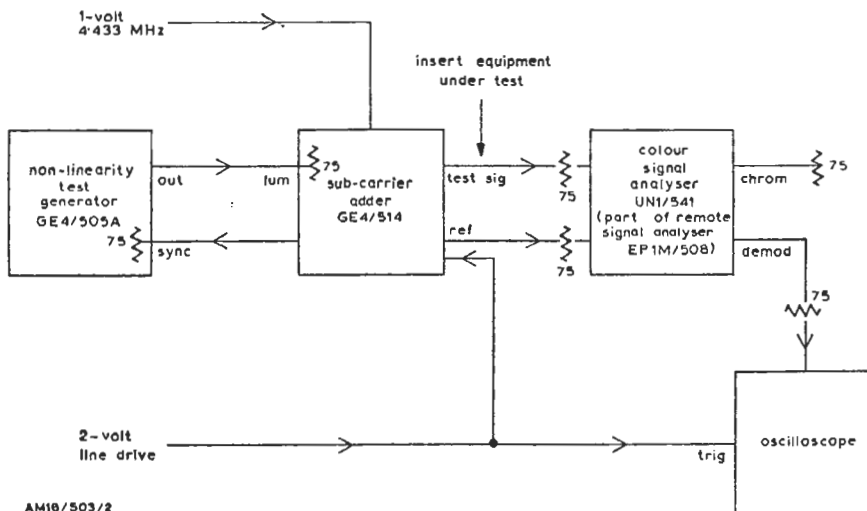 1-volt
4·433 MHz
insert equipment
under test
non-linearity
test
generator
GE4/505A
out
75
sync
lum
75
sub-carrier
adder
GE4/514
test sig
ref
75
75
colour
signal
analyser
UN1/541
(part of remote
signal analyser
EP1M/508)
chrom
75
demod
75
2-volt
line drive
trig
oscilloscope
AM18/503/2